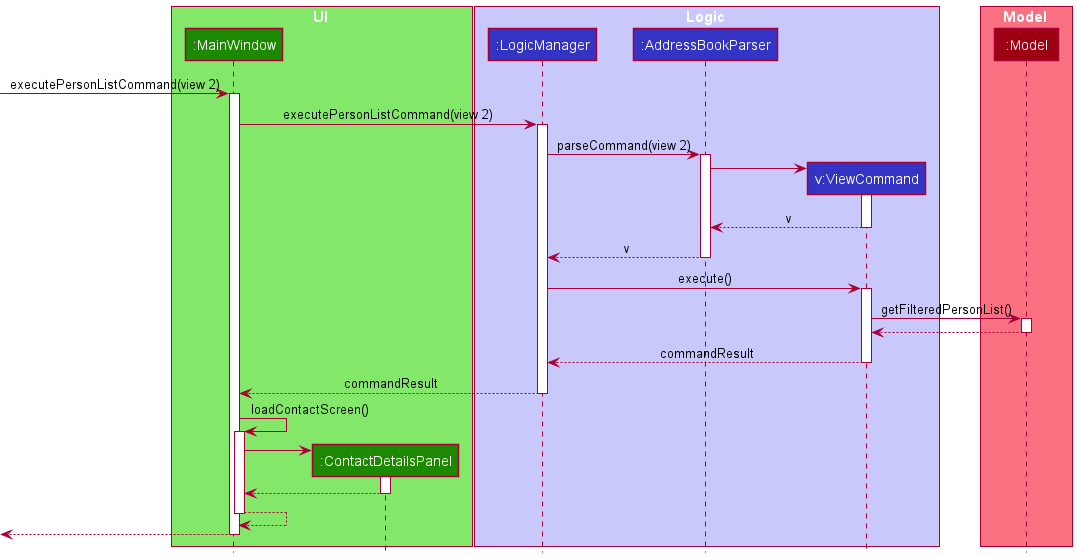 UI
Logic
Model
:MainWindow
:LogicManager
:AddressBookParser
:Model
executePersonListCommand(view 2)
executePersonListCommand(view 2)
parseCommand(view 2)
v:ViewCommand
v
v
execute()
getFilteredPersonList()
commandResult
commandResult
loadContactScreen()
:ContactDetailsPanel